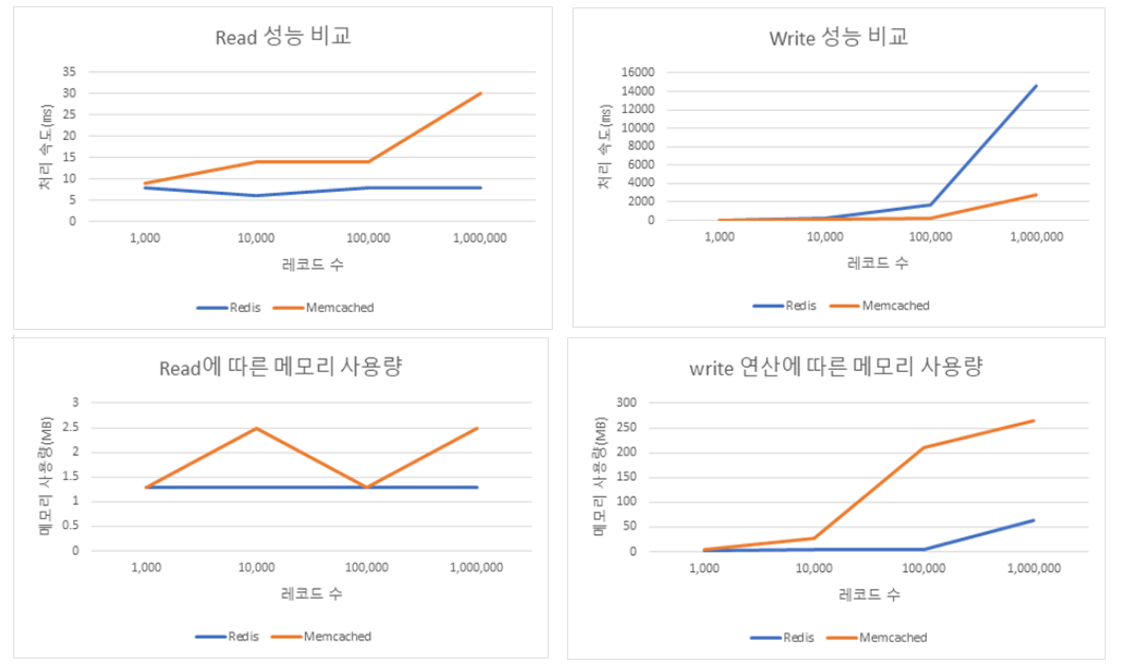 Read 성능 비교
35
30
25
20
15
10
5
0
처리 속도(ms)
1,000 10,000 100,000 1,000,000
레코드 수
Redis Memcached
Write 성능 비교
16000
14000
12000
10000
8000
6000
4000
2000
0
처리 속도(ms)
1,000 10,000 100,000 1,000,000
레코드 수
Redis Memcached
Read에 따른 메모리 사용량
3
2.5
2
1.5
1
0.5
0
메모리 사용량(MB)
1,000 10,000 100,000 1,000,000
레코드 수
Redis Memcached
write 연산에 따른 메모리 사용량
300
250
200
150
100
50
0
메모리 사용량(MB)
1,000 10,000 100,000 1,000,000
레코드 수
Redis Memcached